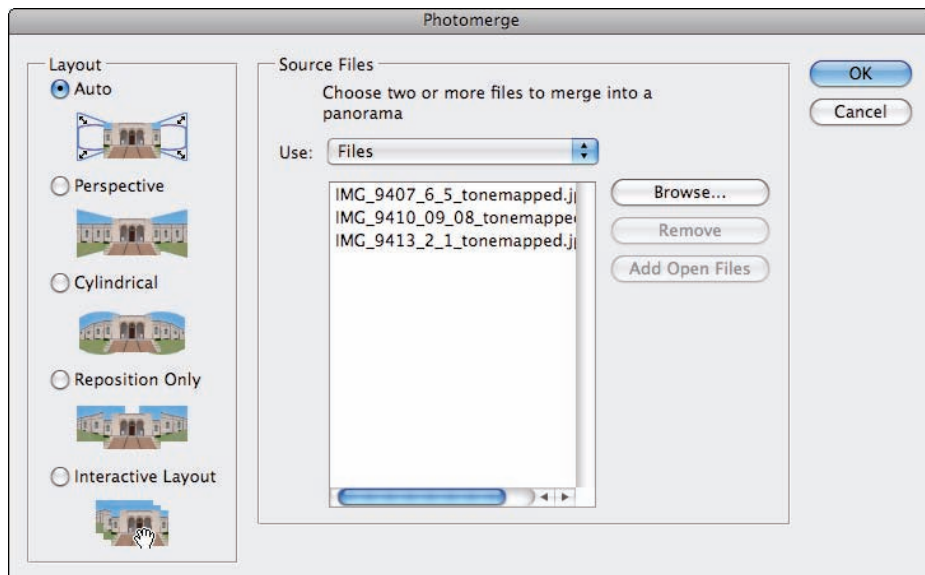 Photomerge
Layout
Auto
Perspective
Cylindrical
Reposition Only
Interactive Layout
Source Files
Choose two or more files to merge into a
panorama
Use: Files
IMG_9407_6_5_tonemapped.j
IMG_9410_09_08_tonemappe
IMG_9413_2_1_tonemapped.j
Browse...
Remove
Add Open Files
OK
Cancel